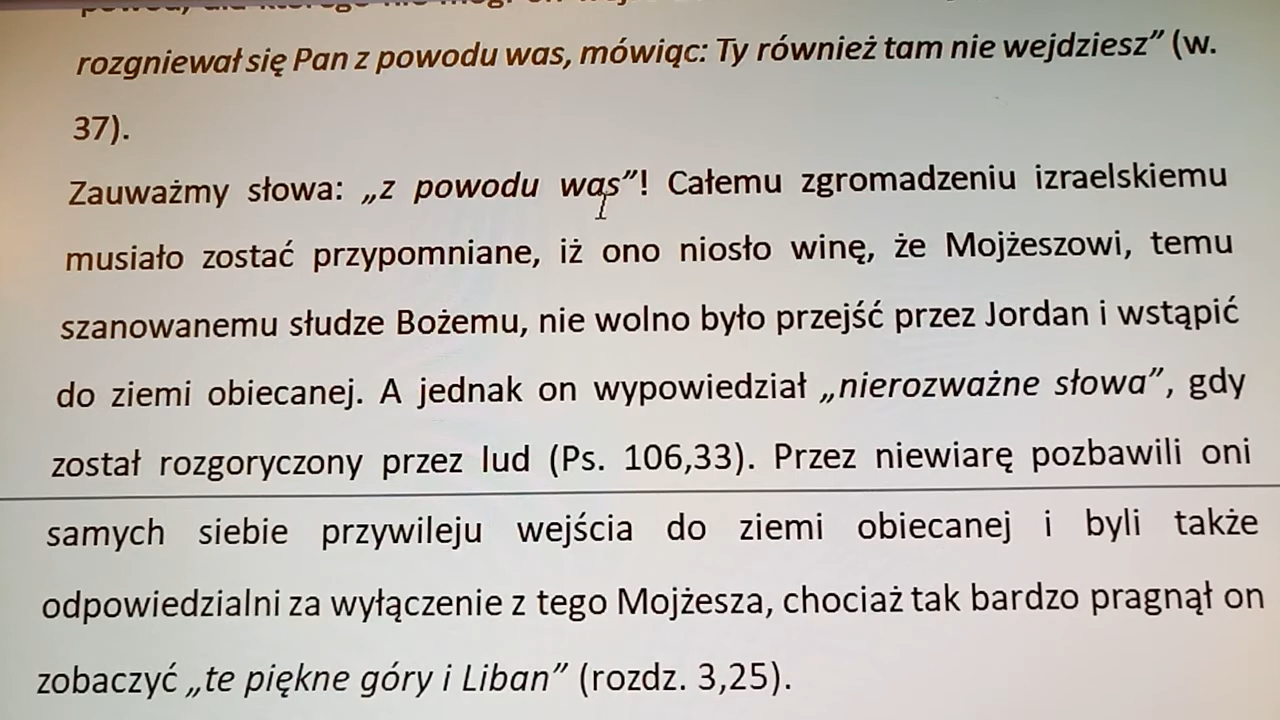 rozgniewał się Pan z powodu was, mówiąc: Ty również tam nie wejdziesz” (w.
37).
Zauważmy słowa: „z powodu was”! Całemu zgromadzeniu izraelskiemu
musiało zostać przypomniane, iż ono niosło winę, że Mojżeszowi, temu
szanowanemu słudze Bożemu, nie wolno było przejść przez Jordan i wstąpić
do ziemi obiecanej. A jednak on wypowiedział „nierozważne słowa”, gdy
został rozgoryczony przez lud (Ps. 106,33). Przez niewiarę pozbawili oni
samych siebie przywileju wejścia do ziemi obiecanej i byli także
odpowiedzialni za wyłączenie z tego Mojżesza, chociaż tak bardzo pragnął on
zobaczyć „te piękne góry i Liban” (rozdz. 3,25).